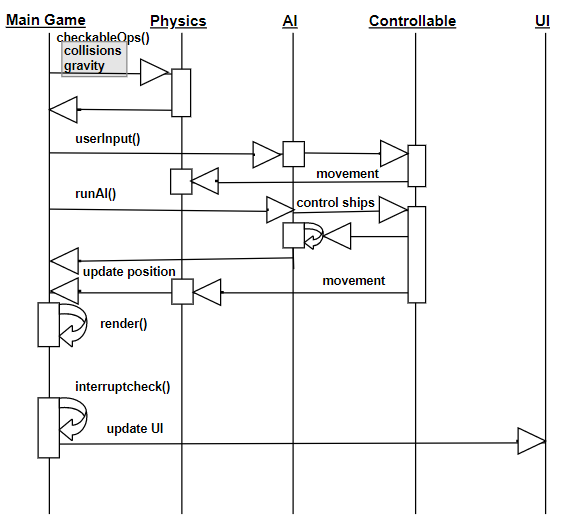 Main Game
Physics
AI
Controllable
UI
checkableOps()
collisions
gravity
userInput()
movement
runAI()
control ships
update position
movement
render()
interruptcheck()
update UI